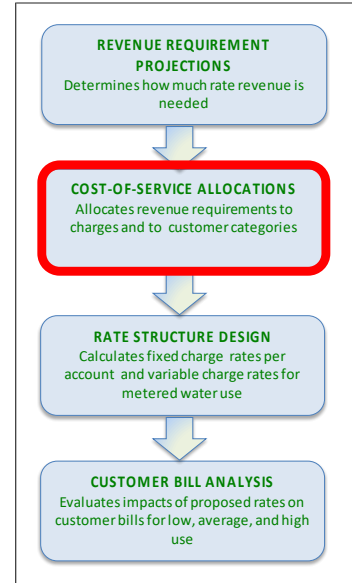 REVENUE REQUIREMENT
PROJECTIONS
Determines how much rate revenue is
needed
COST-OF-SERVICE ALLOCATIONS
Allocates revenue requirements to
charges and to customer categories
RATE STRUCTURE DESIGN
Calculates fixed charge rates per
account and variable charge rates for
metered water use
CUSTOMER BILL ANALYSIS
Evaluates impacts of proposed rates on
customer bills for low, average, and high
use